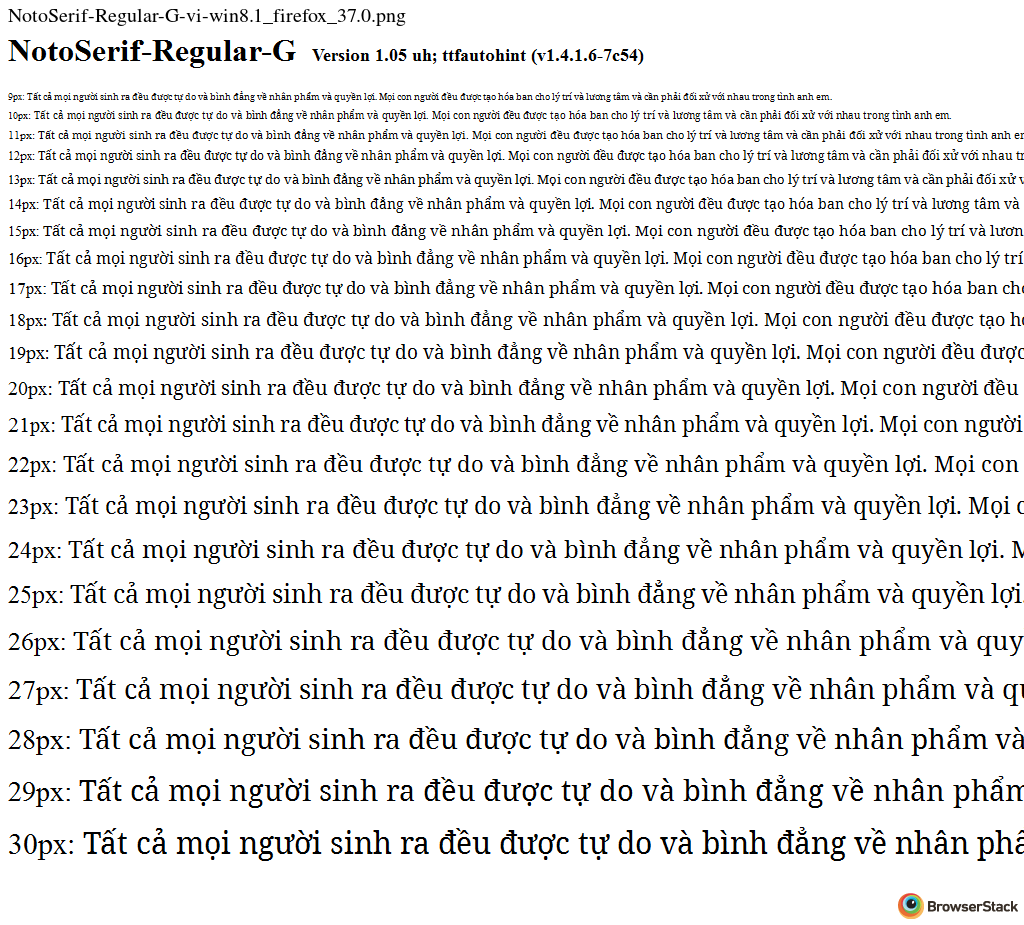 NotoSerif-Regular-G-vi-win8.1_firefox_37.0.png
NotoSerif-Regular-G Version 1.05 uh; ttfautohint (v1.4.1.6-7c54)
9px: Tất cả mọi người sinh ra đều được tự do và bình đẳng về nhân phẩm và quyền lợi. Mọi con người đều được tạo hóa ban cho lý trí và lương tâm và cần phải đối xử với nhau trong tình anh em.
10px: Tất cả mọi người sinh ra đều được tự do và bình đẳng về nhân phẩm và quyền lợi. Mọi con người đều được tạo hóa ban cho lý trí và lương tâm và cần phải đối xử với nhau trong tình anh em.
11px: Tất cả mọi người sinh ra đều được tự do và bình đẳng về nhân phẩm và quyền lợi. Mọi con người đều được tạo hóa ban cho lý trí và lương tâm và cần phải đối xử với nhau trong tình anh
12px: Tất cả mọi người sinh ra đều được tự do và bình đẳng về nhân phẩm và quyền lợi. Mọi con người đều được tạo hóa ban cho lý trí và lương tâm và cần phải đối xử với nhau
13px: Tất cả mọi người sinh ra đều được tự do và bình đẳng về nhân phẩm và quyền lợi. Mọi con người đều được tạo hóa ban cho lý trí và lương tâm và cần phải đối xử
14px: Tất cả mọi người sinh ra đều được tự do và bình đẳng về nhân phẩm và quyền lợi. Mọi con người đều được tạo hóa ban cho lý trí và lương tâm và
15px: Tất cả mọi người sinh ra đều được tự do và bình đẳng về nhân phẩm và quyền lợi. Mọi con người đều được tạo hóa ban cho lý trí và lươn
16px: Tất cả mọi người sinh ra đều được tự do và bình đẳng về nhân phẩm và quyền lợi. Mọi con người đều được tạo hóa ban cho lý trí
17px: Tất cả mọi người sinh ra đều được tự do và bình đẳng về nhân phẩm và quyền lợi. Mọi con người đều được tạo hóa ban
18px: Tất cả mọi người sinh ra đều được tự do và bình đẳng về nhân phẩm và quyền lợi. Mọi con người đều được tạo
19px: Tất cả mọi người sinh ra đều được tự do và bình đẳng về nhân phẩm và quyền lợi. Mọi con người đều được
20px: Tất cả mọi người sinh ra đều được tự do và bình đẳng về nhân phẩm và quyền lợi. Mọi con người đều
21px: Tất cả mọi người sinh ra đều được tự do và bình đẳng về nhân phẩm và quyền lợi. Mọi con người
22px: Tất cả mọi người sinh ra đều được tự do và bình đẳng về nhân phẩm và quyền lợi. Mọi con
23px: Tất cả mọi người sinh ra đều được tự do và bình đẳng về nhân phẩm và quyền lợi. Mọi
24px: Tất cả mọi người sinh ra đều được tự do và bình đẳng về nhân phẩm và quyền lợi.
25px: Tất cả mọi người sinh ra đều được tự do và bình đẳng về nhân phẩm và quyền lợi.
26px: Tất cả mọi người sinh ra đều được tự do và bình đẳng về nhân phẩm và quy
27px: Tất cả mọi người sinh ra đều được tự do và bình đẳng về nhân phẩm và
28px: Tất cả mọi người sinh ra đều được tự do và bình đẳng về nhân phẩm và
29px: Tất cả mọi người sinh ra đều được tự do và bình đẳng về nhân phẩm
30px: Tất cả mọi người sinh ra đều được tự do và bình đẳng về nhân
BrowserStack